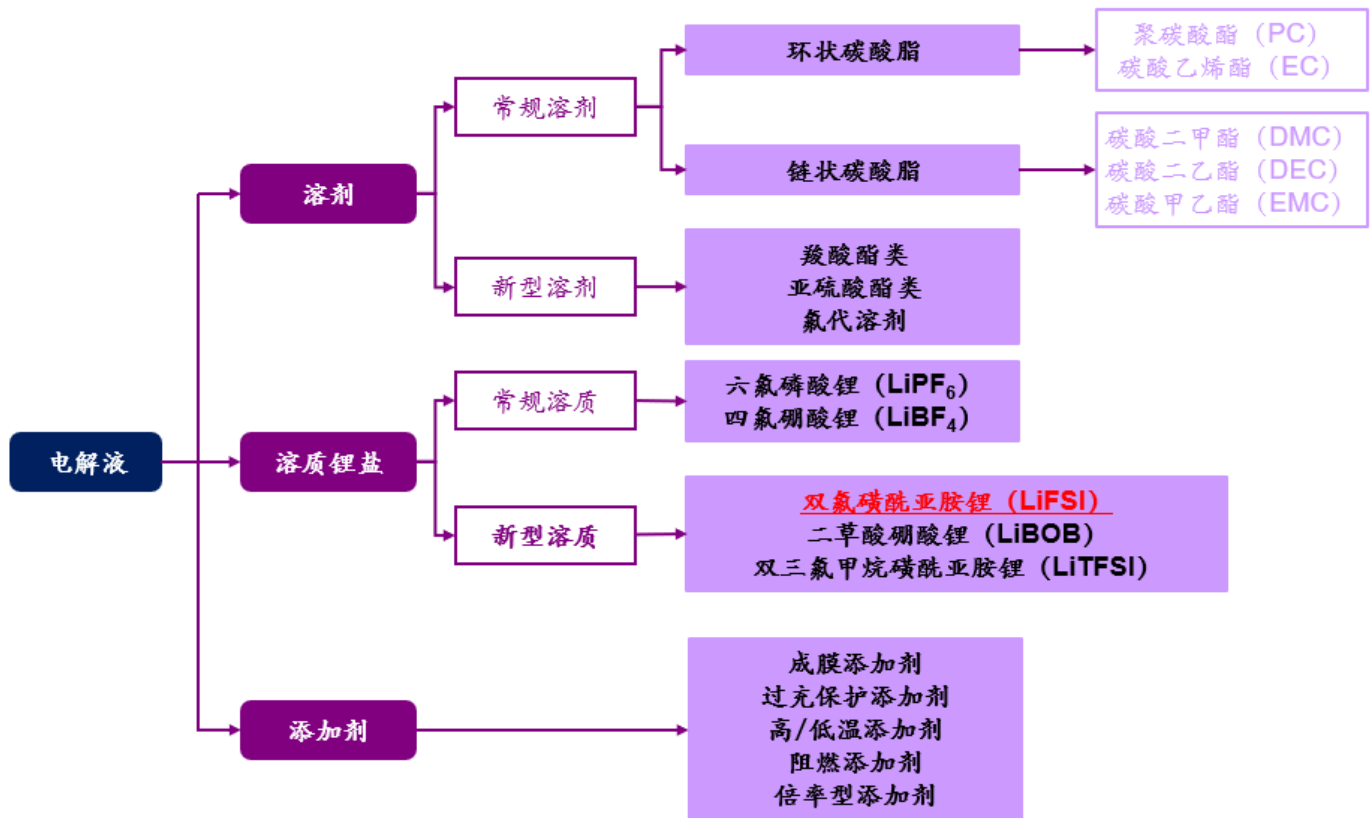 电解液
溶剂
常规溶剂
环状碳酸脂
聚碳酸酯（PC）
碳酸乙烯酯（EC）
链状碳酸脂
碳酸二甲酯（DMC）
碳酸二乙酯（DEC）
碳酸甲乙酯（EMC）
新型溶剂
羧酸酯类
亚硫酸酯类
氟代溶剂
溶质锂盐
常规溶质
六氟磷酸锂（LiPF₆）
四氟硼酸锂（LiBF₄）
新型溶质
双氟磺酰亚胺锂（LiFSI）
二草酸硼酸锂（LiBOB）
双三氟甲烷磺酰亚胺锂（LiTFSI）
添加剂
成膜添加剂
过充保护添加剂
高/低温添加剂
阻燃添加剂
倍率型添加剂